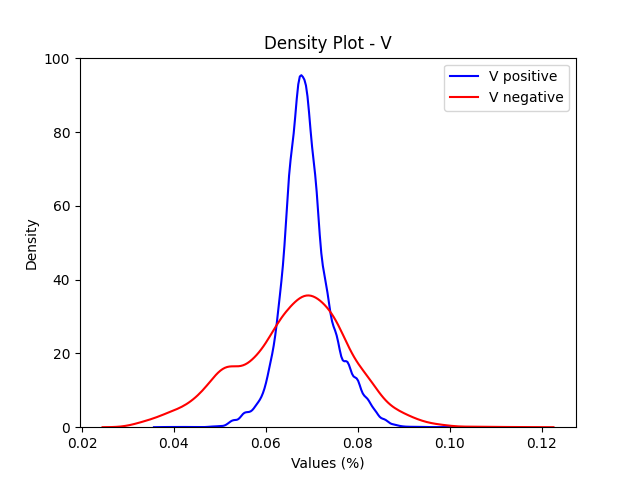 Density Plot - V
V positive
V negative
100
80
60
40
20
0
Density
0.02 0.04 0.06 0.08 0.10 0.12
Values (%)